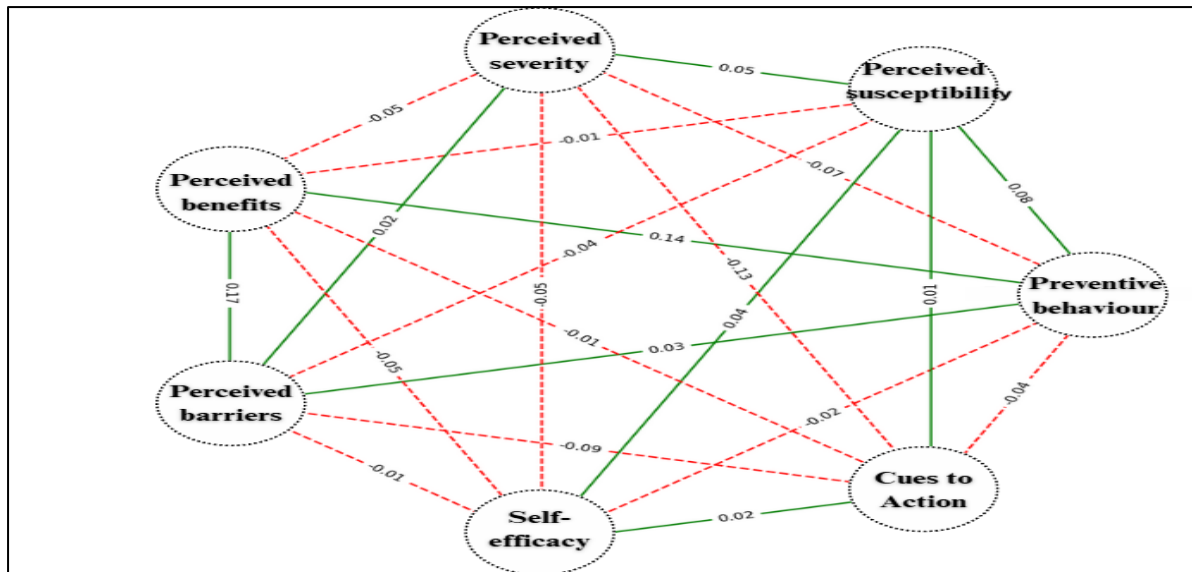 Perceived
severity
Perceived
susceptibility
0.05
-0.05
-0.01
Perceived
benefits
-0.07
0.08
0.02
0.14
-0.04
-0.13
0.17
-0.05
0.01
Preventive
behaviour
0.04
-0.01
0.03
-0.05
Perceived
barriers
-0.04
-0.02
-0.09
-0.01
Cues to
Action
Self-
efficacy
0.02